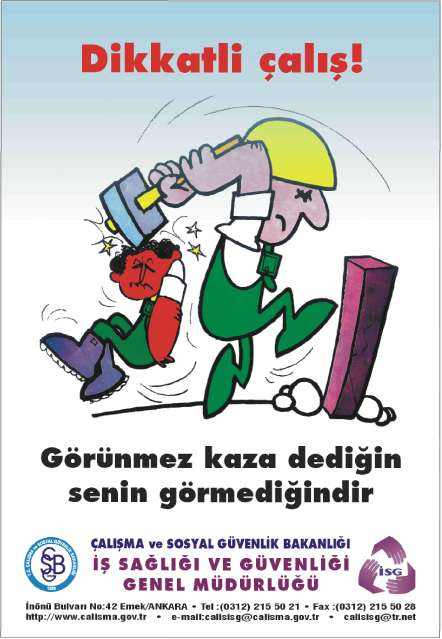 Dikkatli çalış!
Görünmez kaza dediğin
senin görmediğindir
ÇALIŞMA ve SOSYAL GÜVENLİK BAKANLIĞI
İŞ SAĞLIĞI VE GÜVENLİĞİ
GENEL MÜDÜRLÜĞÜ
İSG
İnönü Bulvarı No:42 Emek/ANKARA • Tel :(0312) 215 50 21 • Fax :(0312) 215 50 28
http://www.calisma.gov.tr • e-mail:calisisg@calisma.gov.tr • calisisg@tr.net